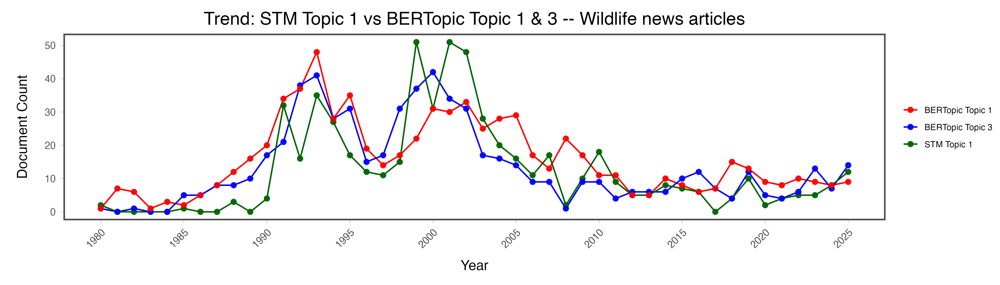 Trend: STM Topic 1 vs BERTopic Topic 1 & 3 -- Wildlife news articles
Document Count
50
40
30
20
10
0
1980
1985
1990
1995
2000
2005
2010
2015
2020
2025
Year
BERTopic Topic 1
BERTopic Topic 3
STM Topic 1